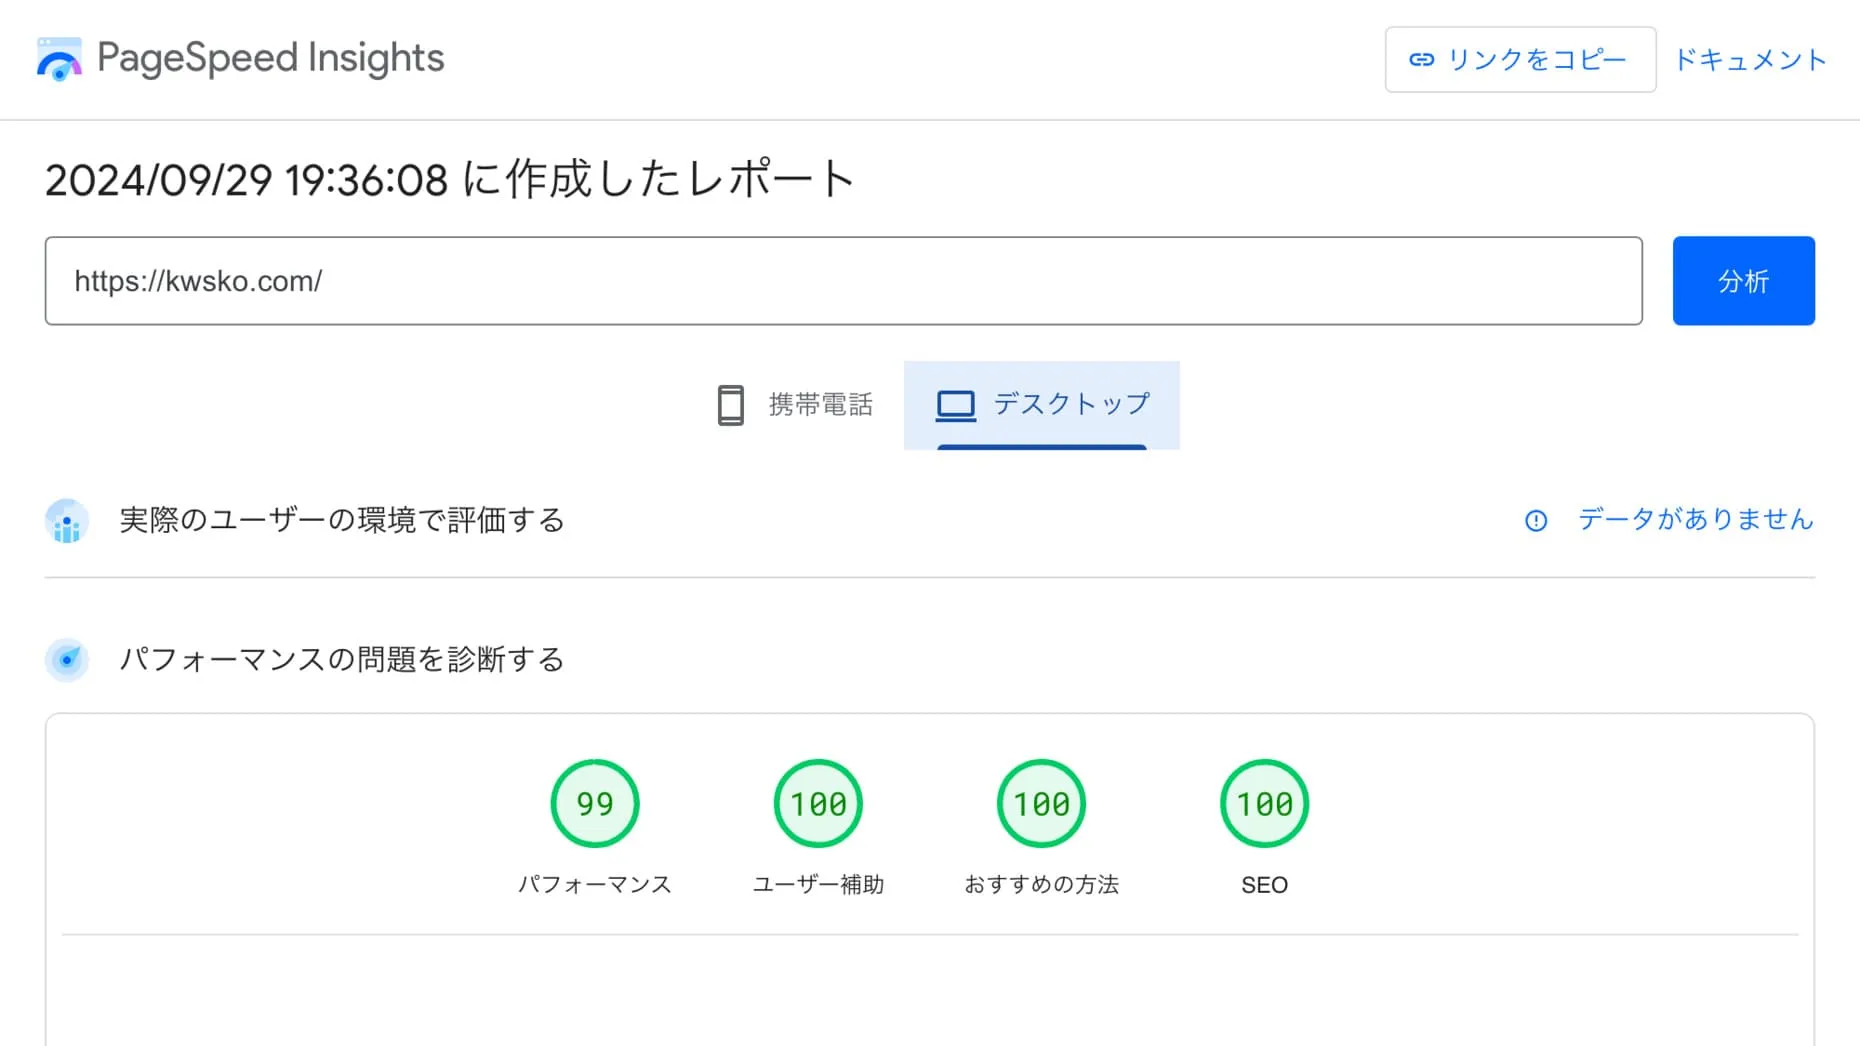 PageSpeed Insights
リンクをコピー
ドキュメント
2024/09/29 19:36:08 に作成したレポート
https://kwsko.com/
分析
携帯電話
デスクトップ
実際のユーザーの環境で評価する
データがありません
パフォーマンスの問題を診断する
99
100
100
100
パフォーマンス
ユーザー補助
おすすめの方法
SEO